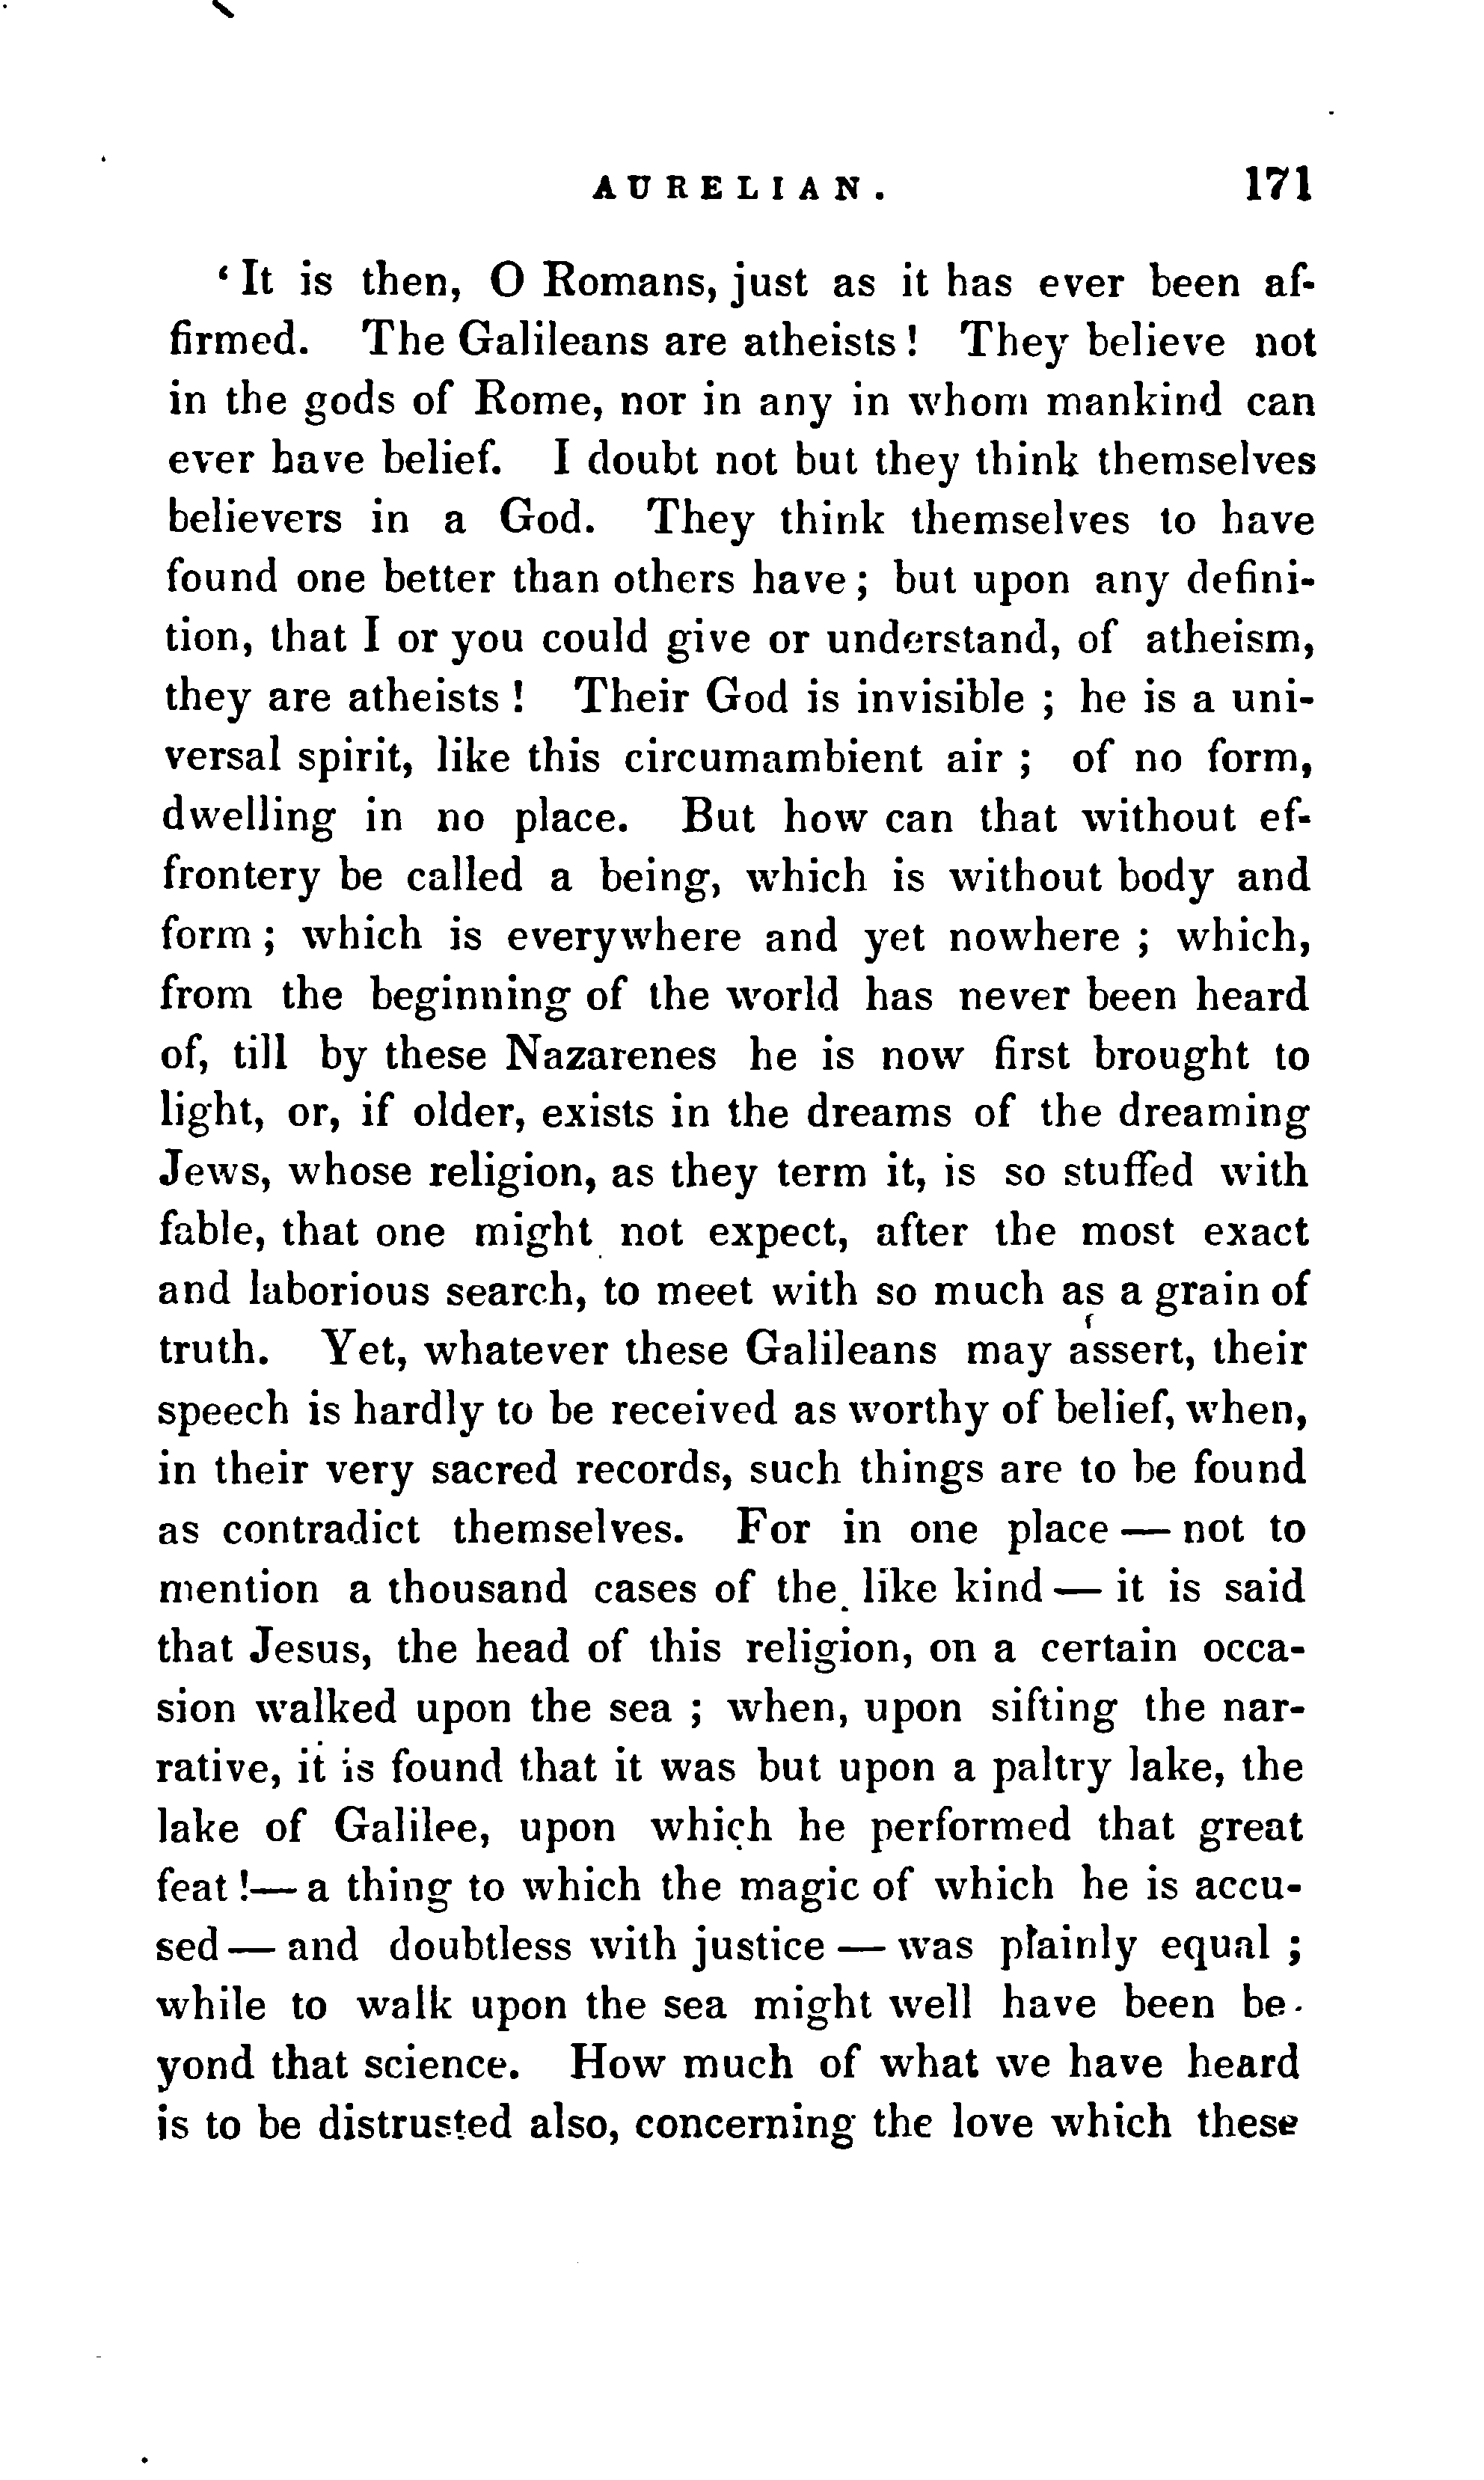 AURELIAN. 171
‘It is then, O Romans, just as it has ever been af-
firmed. The Galileans are atheists! They believe not
in the gods of Rome, nor in any in whom mankind can
ever have belief. I doubt not but they think themselves
believers in a God. They think themselves to have
found one better than others have; but upon any defini-
tion, that I or you could give or understand, of atheism,
they are atheists! Their God is invisible; he is a uni-
versal spirit, like this circumambient air; of no form,
dwelling in no place. But how can that without ef-
frontery be called a being, which is without body and
form; which is everywhere and yet nowhere; which,
from the beginning of the world has never been heard
of, till by these Nazarenes he is now first brought to
light, or, if older, exists in the dreams of the dreaming
Jews, whose religion, as they term it, is so stuffed with
fable, that one might not expect, after the most exact
and laborious search, to meet with so much as a grain of
truth. Yet, whatever these Galileans may assert, their
speech is hardly to be received as worthy of belief, when,
in their very sacred records, such things are to be found
as contradict themselves. For in one place — not to
mention a thousand cases of the like kind — it is said
that Jesus, the head of this religion, on a certain occa-
sion walked upon the sea; when, upon sifting the nar-
rative, it is found that it was but upon a paltry lake, the
lake of Galilee, upon which he performed that great
feat!— a thing to which the magic of which he is accu-
sed — and doubtless with justice — was plainly equal;
while to walk upon the sea might well have been be-
yond that science. How much of what we have heard
is to be distrusted also, concerning the love which these